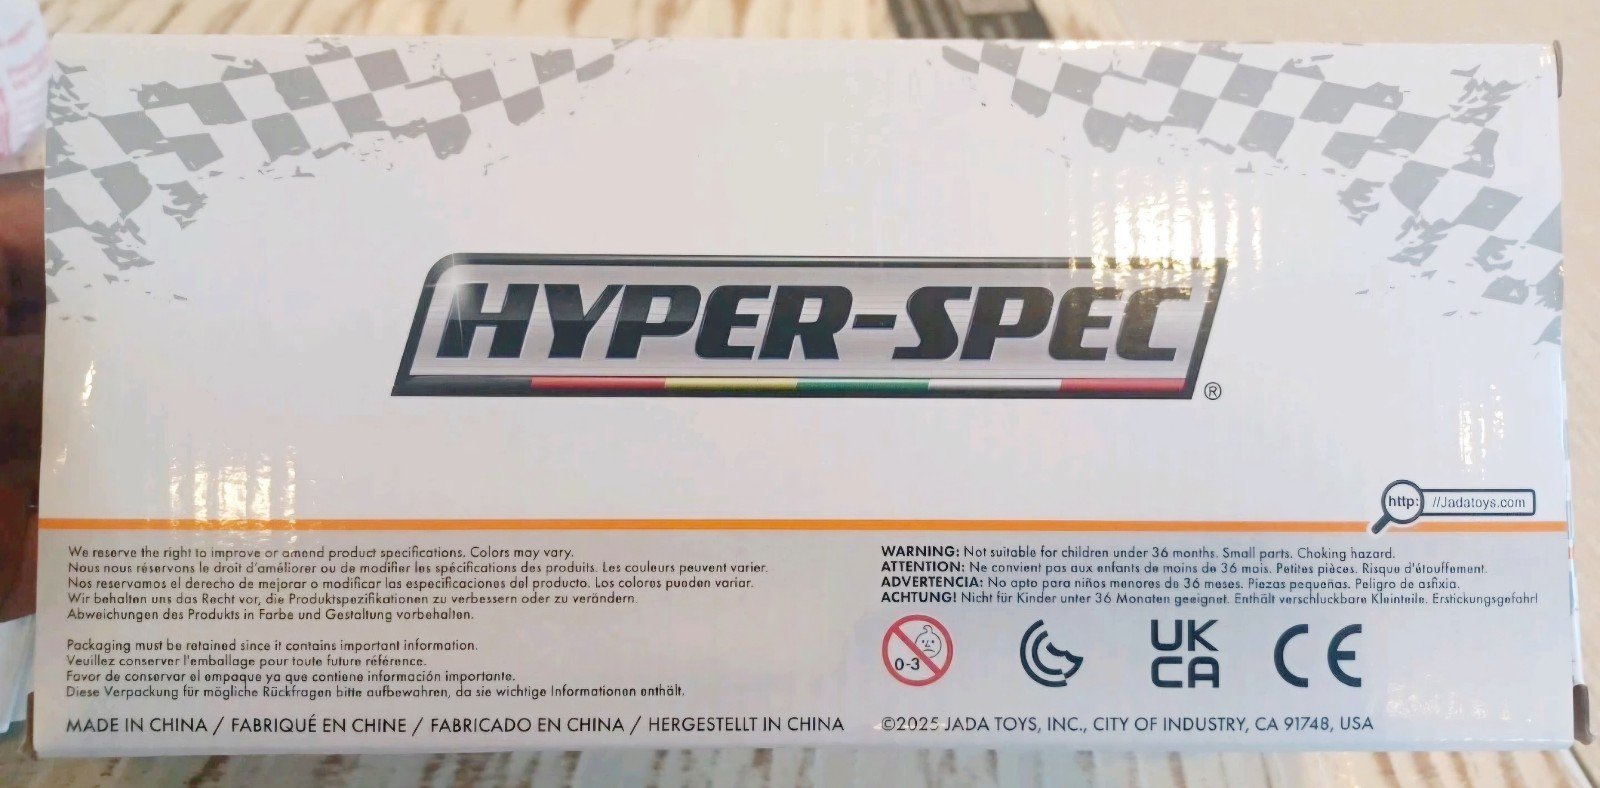 HYPER-SPEC®
http: //Jadatoys.com
We reserve the right to improve or amend product specifications. Colors may vary.
Nous nous réservons le droit d'améliorer ou de modifier les spécifications des produits. Les couleurs peuvent varier.
Nos reservamos el derecho de mejorar o modificar las especificaciones del producto. Los colores pueden variar.
Wir behalten uns das Recht vor, die Produktspezifikationen zu verbessern oder zu verändern.
Abweichungen des Produkts in Farbe und Gestaltung vorbehalten.
Packaging must be retained since it contains important information.
Veuillez conserver l'emballage pour toute future référence.
Favor de conservar el empaque ya que contiene información importante.
Diese Verpackung für mögliche Rückfragen bitte aufbewahren, da sie wichtige Informationen enthält.
MADE IN CHINA / FABRIQUÉ EN CHINE / FABRICADO EN CHINA / HERGESTELLT IN CHINA
WARNING: Not suitable for children under 36 months. Small parts. Choking hazard.
ATTENTION: Ne convient pas aux enfants de moins de 36 mois. Petites pièces. Risque d'étouffement.
ADVERTENCIA: No apto para niños menores de 36 meses. Piezas pequeñas. Peligro de asfixia.
ACHTUNG! Nicht für Kinder unter 36 Monaten geeignet. Enthält verschluckbare Kleinteile. Erstickungsgefahr!
0-3
UK
CA
CE
©2025 JADA TOYS, INC., CITY OF INDUSTRY, CA 91748, USA